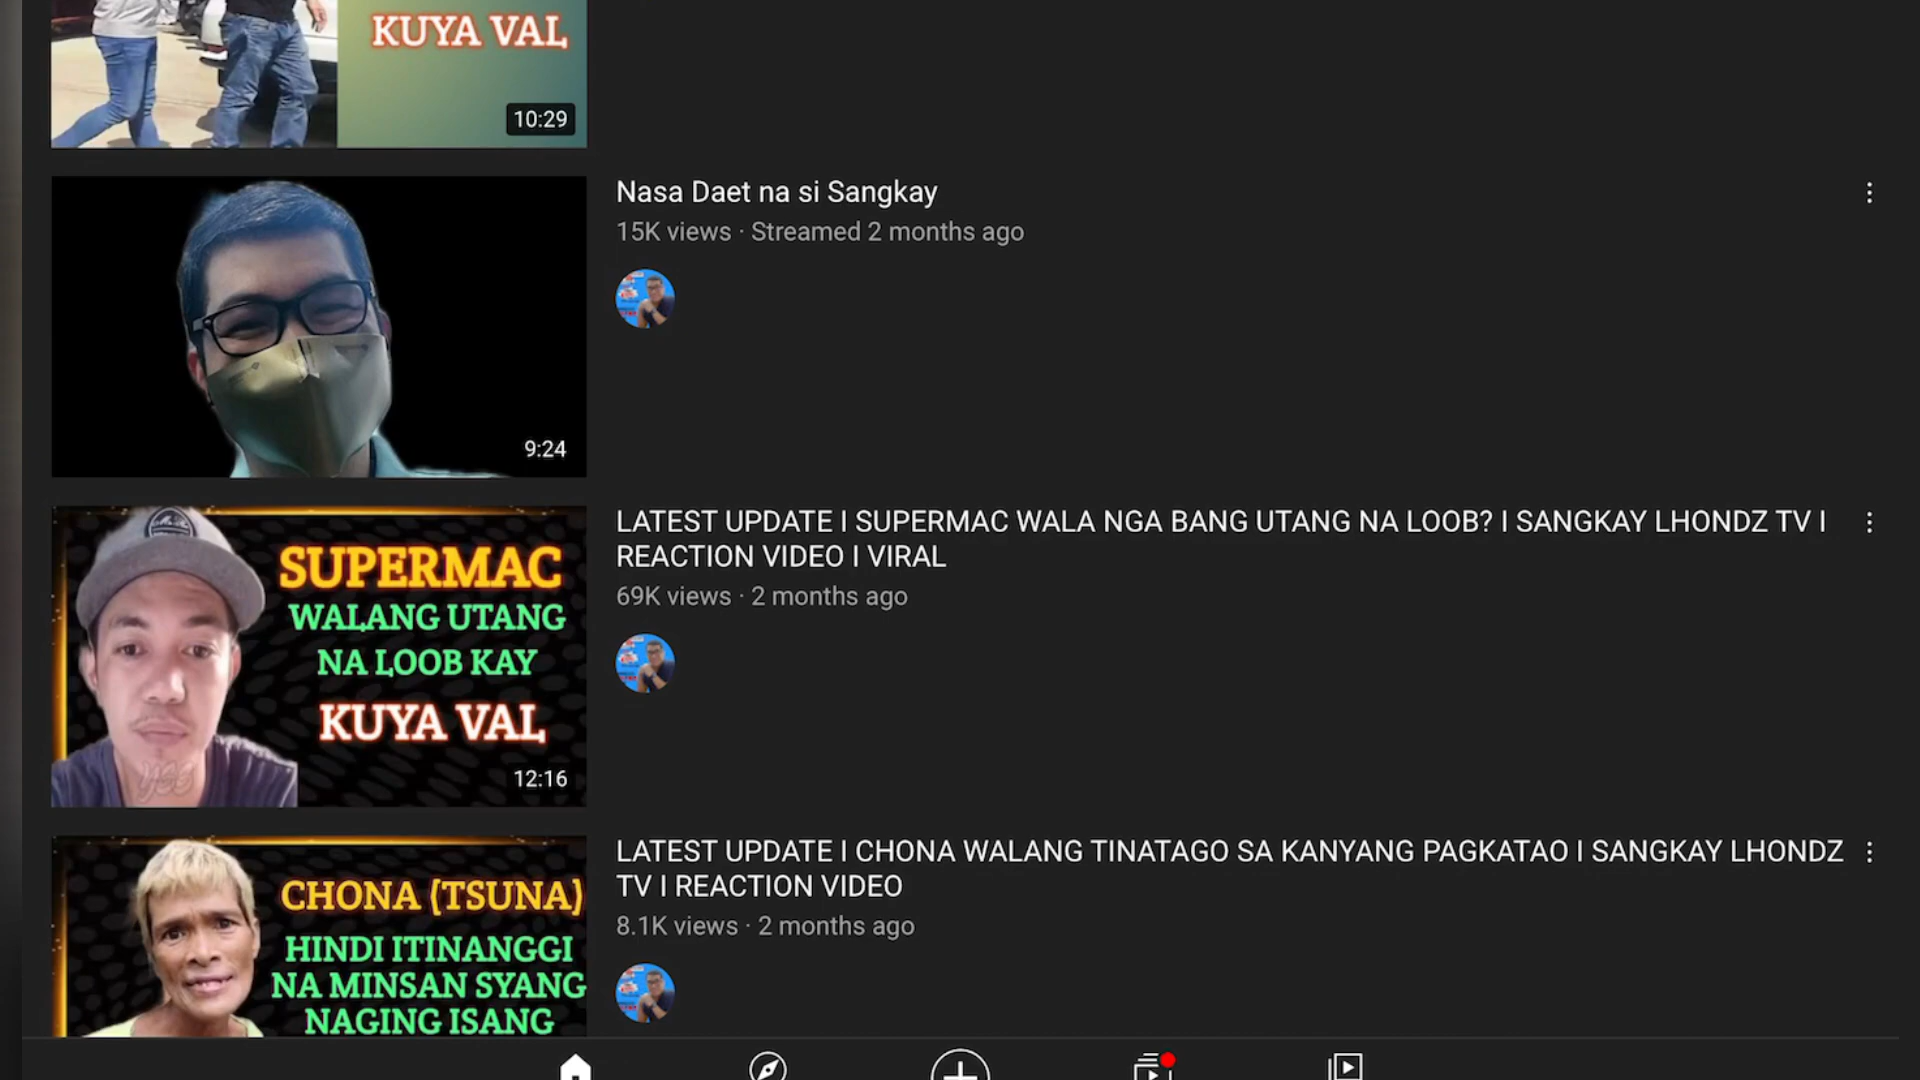 KUYA VAL
10:29
Nasa Daet na si Sangkay
15K views · Streamed 2 months ago
9:24
LATEST UPDATE I SUPERMAC WALA NGA BANG UTANG NA LOOB? I SANGKAY LHONDZ TV I
REACTION VIDEO I VIRAL
69K views · 2 months ago
SUPERMAC
WALANG UTANG
NA LOOB KAY
KUYA VAL
12:16
LATEST UPDATE I CHONA WALANG TINATAGO SA KANYANG PAGKATAO I SANGKAY LHONDZ
TV I REACTION VIDEO
8.1K views · 2 months ago
CHONA (TSUNA)
HINDI ITINANGGI
NA MINSAN SYANG
NAGING ISANG